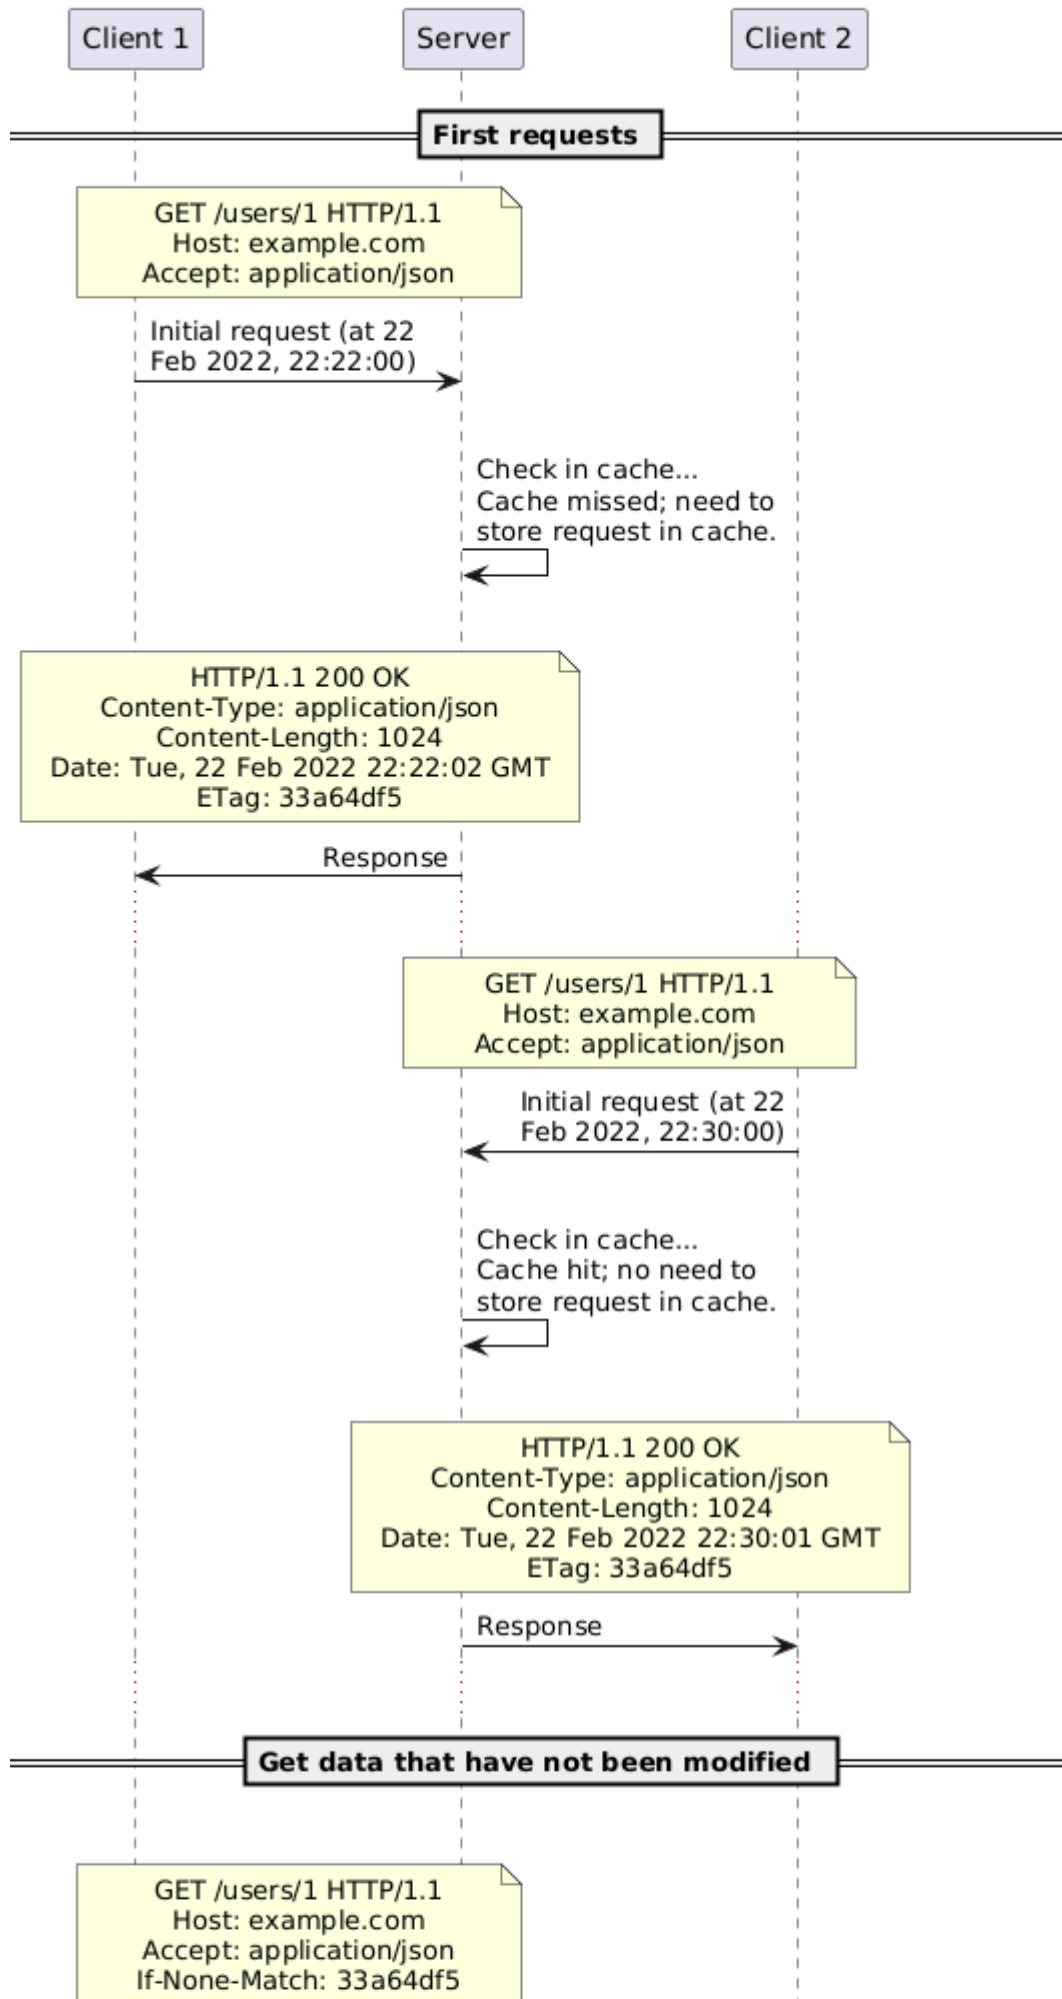 Client 1
Server
Client 2
First requests
GET /users/1 HTTP/1.1
Host: example.com
Accept: application/json
Initial request (at 22
Feb 2022, 22:22:00)
Check in cache...
Cache missed; need to
store request in cache.
HTTP/1.1 200 OK
Content-Type: application/json
Content-Length: 1024
Date: Tue, 22 Feb 2022 22:22:02 GMT
ETag: 33a64df5
Response
GET /users/1 HTTP/1.1
Host: example.com
Accept: application/json
Initial request (at 22
Feb 2022, 22:30:00)
Check in cache...
Cache hit; no need to
store request in cache.
HTTP/1.1 200 OK
Content-Type: application/json
Content-Length: 1024
Date: Tue, 22 Feb 2022 22:30:01 GMT
ETag: 33a64df5
Response
Get data that have not been modified
GET /users/1 HTTP/1.1
Host: example.com
Accept: application/json
If-None-Match: 33a64df5